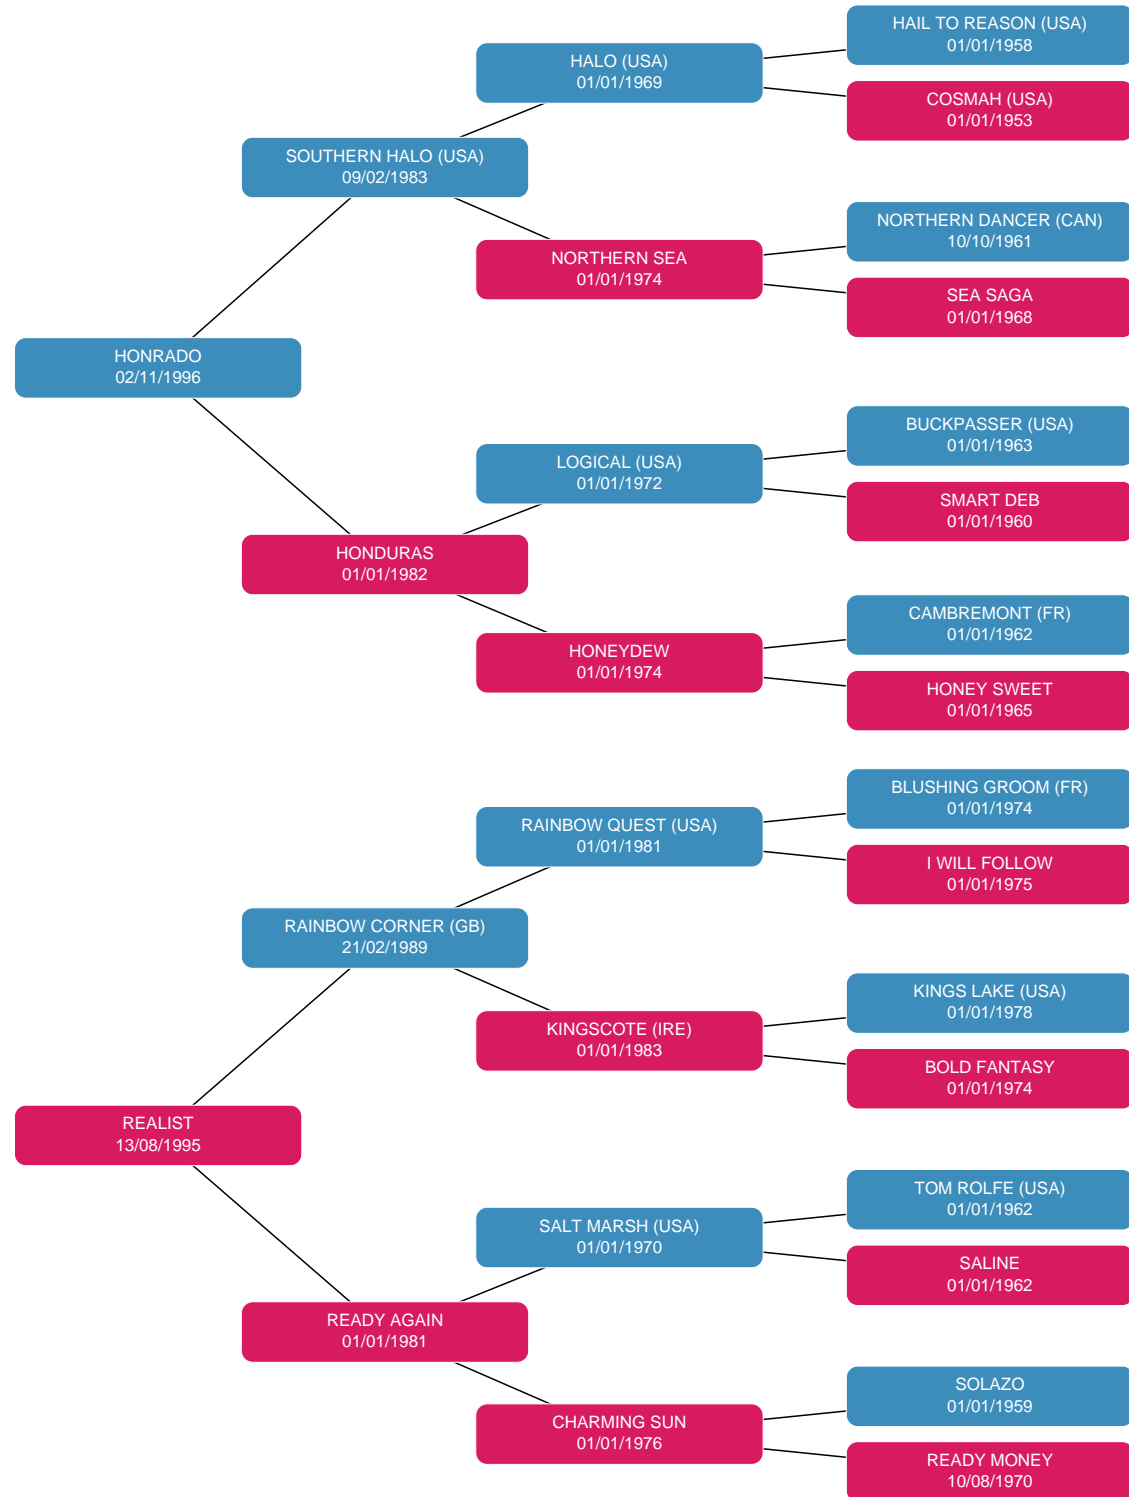 HAIL TO REASON (USA)
01/01/1958
HALO (USA)
01/01/1969
COSMAH (USA)
01/01/1953
SOUTHERN HALO (USA)
09/02/1983
NORTHERN DANCER (CAN)
10/10/1961
NORTHERN SEA
01/01/1974
SEA SAGA
01/01/1968
HONRADO
02/11/1996
BUCKPASSER (USA)
01/01/1963
LOGICAL (USA)
01/01/1972
SMART DEB
01/01/1960
HONDURAS
01/01/1982
CAMBREMONT (FR)
01/01/1962
HONEYDEW
01/01/1974
HONEY SWEET
01/01/1965
BLUSHING GROOM (FR)
01/01/1974
RAINBOW QUEST (USA)
01/01/1981
I WILL FOLLOW
01/01/1975
RAINBOW CORNER (GB)
21/02/1989
KINGS LAKE (USA)
01/01/1978
KINGSCOTE (IRE)
01/01/1983
BOLD FANTASY
01/01/1974
REALIST
13/08/1995
TOM ROLFE (USA)
01/01/1962
SALT MARSH (USA)
01/01/1970
SALINE
01/01/1962
READY AGAIN
01/01/1981
SOLAZO
01/01/1959
CHARMING SUN
01/01/1976
READY MONEY
10/08/1970